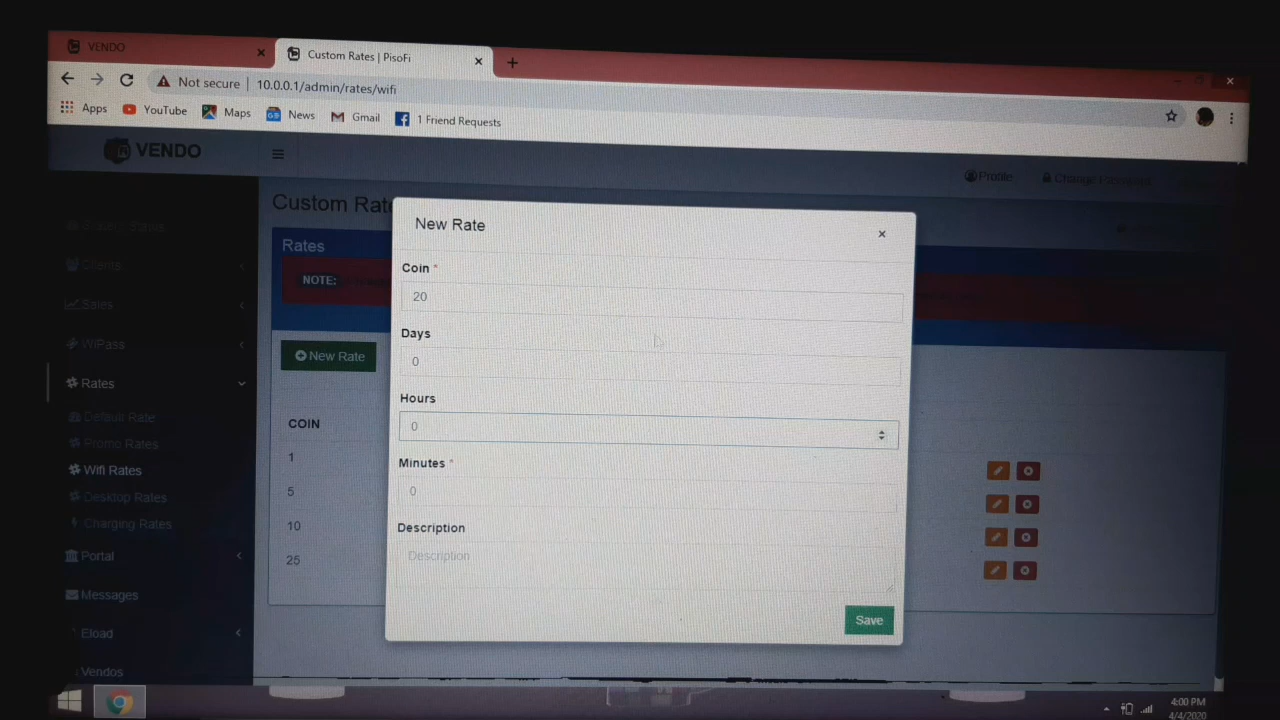 VENDO
Custom Rates | PisoFi
Not secure | 10.0.0.1/admin/rates/wifi
Apps YouTube Maps News Gmail 1 Friend Requests
VENDO
Profile Change Password
Custom Rat
Rates
NOTE:
New Rate
COIN
1
5
10
25
Clients
Sales
WiPass
Rates
Default Rate
Promo Rates
Wifi Rates
Desktop Rates
Charging Rates
Portal
Messages
Eload
Vendos
New Rate
Coin *
20
Days
0
Hours
0
Minutes *
0
Description
Description
Save
4:00 PM
4/4/2020